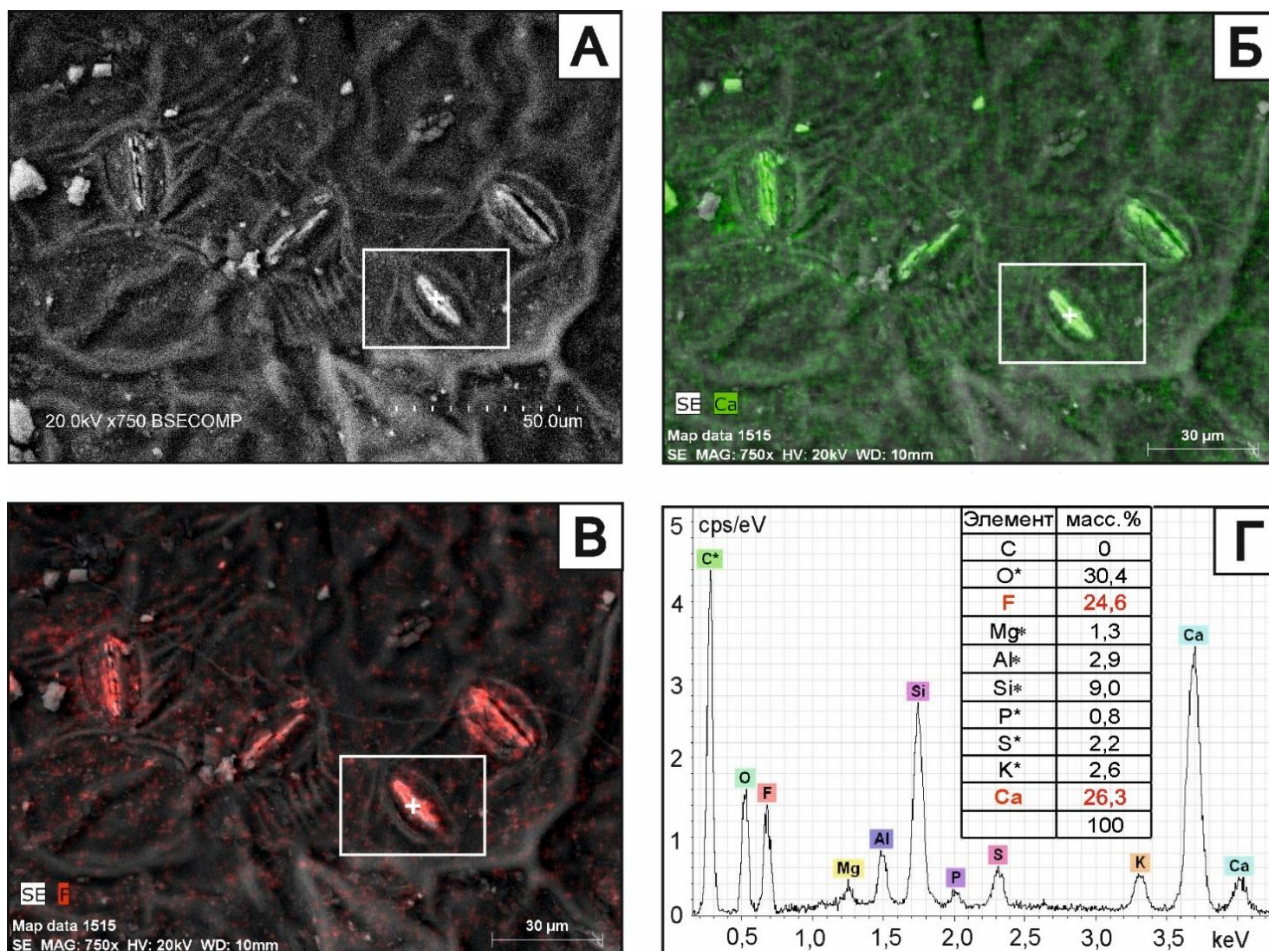 А
20.0kV x750 BSECOMP
50.0um
Б
SE Ca
Map data 1515
SE MAG: 750x HV: 20kV WD: 10mm
30 µm
В
SE F
Map data 1515
SE MAG: 750x HV: 20kV WD: 10mm
30 µm
Г
5
cps/eV
4
3
2
1
0
C*
O
F
Mg
Al
Si
P
S
K
Ca
Ca
Элемент масс.%
C 0
O* 30,4
F 24,6
Mg* 1,3
Al* 2,9
Si* 9,0
P* 0,8
S* 2,2
K* 2,6
Ca 26,3
100
0,5 1,0 1,5 2,0 2,5 3,0 3,5 keV